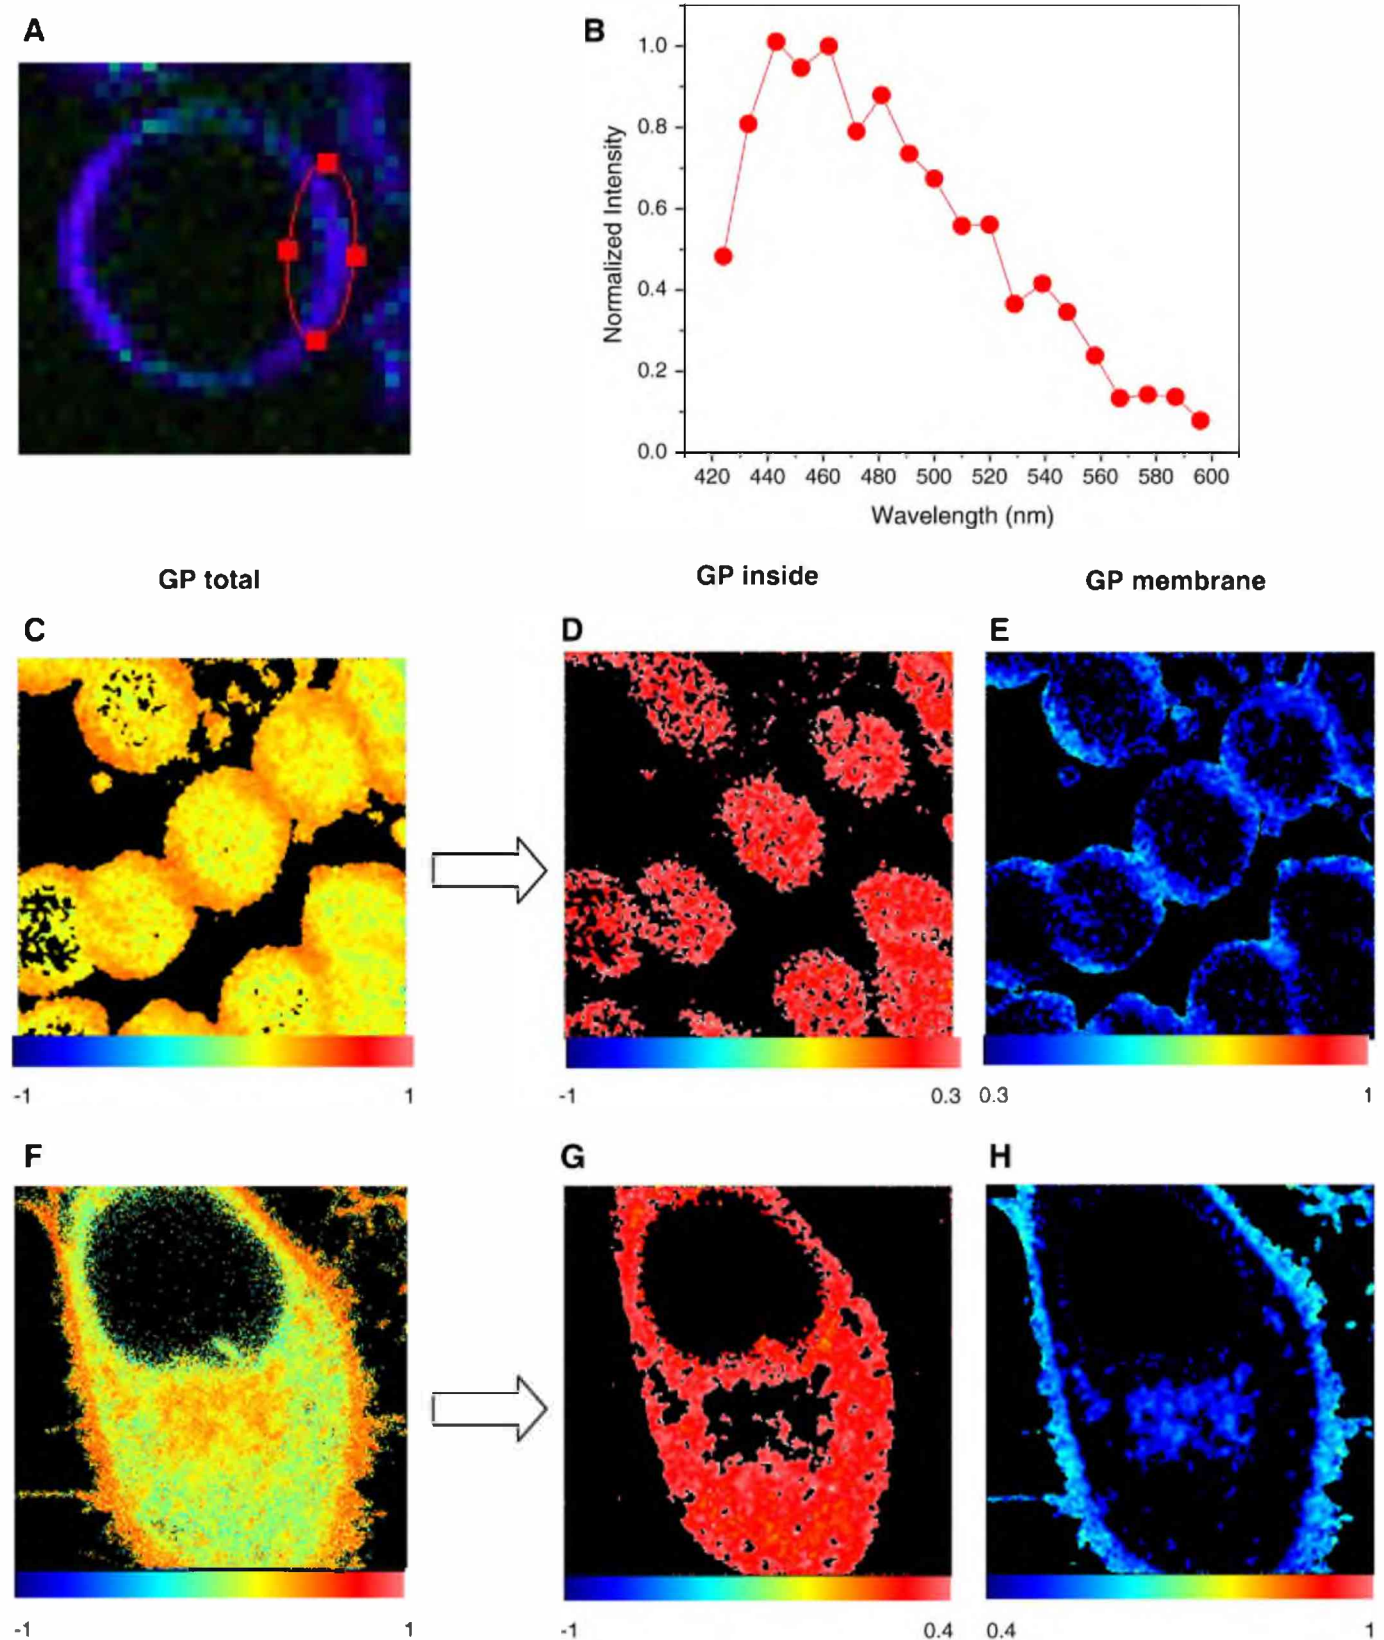 A
B
1.0
0.8
0.6
0.4
0.2
0.0
Normalized Intensity
420 440 460 480 500 520 540 560 580 600
Wavelength (nm)
GP total
GP inside
GP membrane
C
D
E
-1 1
-1 0.3
0.3 1
F
G
H
-1 1
-1 0.4
0.4 1